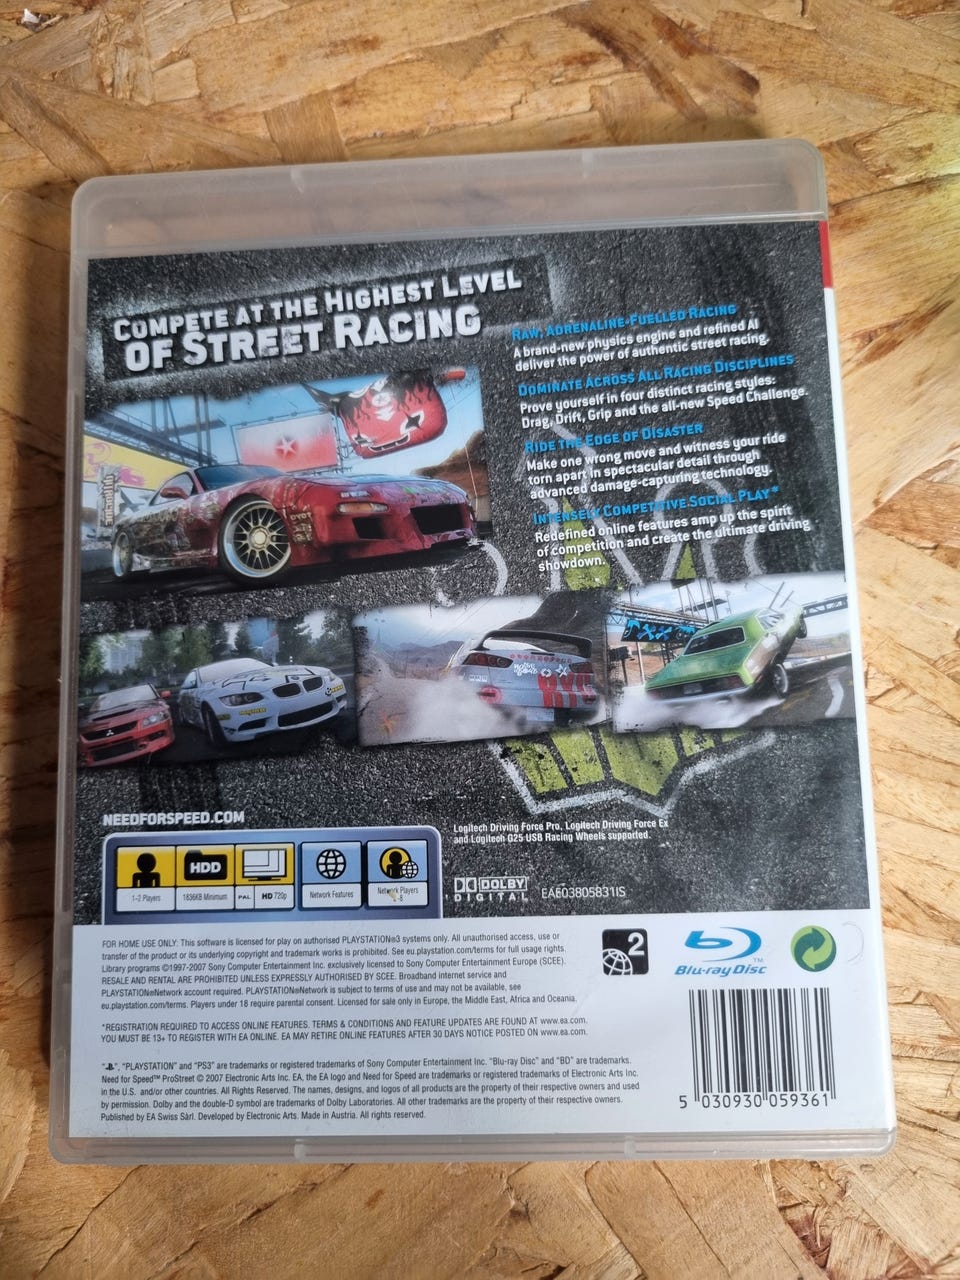 COMPETE AT THE HIGHEST LEVEL
OF STREET RACING
RAW, ADRENALINE-FUELLED RACING
A brand-new physics engine and refined AI
deliver the power of authentic street racing.
DOMINATE ACROSS ALL RACING DISCIPLINES
Prove yourself in four distinct racing styles:
Drag, Drift, Grip and the all-new Speed Challenge.
RIDE THE EDGE OF DISASTER
Make one wrong move and witness your ride
torn apart in spectacular detail through
advanced damage-capturing technology.
INTENSELY COMPETITIVE SOCIAL PLAY*
Redefined online features amp up the spirit
of competition and create the ultimate driving
showdown.
NEEDFORSPEED.COM
Logitech Driving Force Pro, Logitech Driving Force Ex
and Logitech G25 USB Racing Wheels supported.
HDD
1-2 Players
1636KB Minimum
PAL HD 720p
Network Features
Network Players
DOLBY
DIGITAL
EA603805831IS
FOR HOME USE ONLY: This software is licensed for play on authorised PLAYSTATION®3 systems only. All unauthorised access, use or
transfer of the product or its underlying copyright and trademark works is prohibited. See eu.playstation.com/terms for full usage rights.
Library programs ©1997-2007 Sony Computer Entertainment Inc. exclusively licensed to Sony Computer Entertainment Europe (SCEE).
RESALE AND RENTAL ARE PROHIBITED UNLESS EXPRESSLY AUTHORISED BY SCEE. Broadband internet service and
PLAYSTATION®Network account required. PLAYSTATION®Network is subject to terms of use and may not be available, see
eu.playstation.com/terms. Players under 18 require parental consent. Licensed for sale only in Europe, the Middle East, Africa and Oceania.
*REGISTRATION REQUIRED TO ACCESS ONLINE FEATURES. TERMS & CONDITIONS AND FEATURE UPDATES ARE FOUND AT www.ea.com.
YOU MUST BE 13+ TO REGISTER WITH EA ONLINE. EA MAY RETIRE ONLINE FEATURES AFTER 30 DAYS NOTICE POSTED ON www.ea.com.
"PLAYSTATION" and "PS3" are trademarks or registered trademarks of Sony Computer Entertainment Inc. "Blu-ray Disc" and "BD" are trademarks.
Need for Speed™ ProStreet © 2007 Electronic Arts Inc. EA, the EA logo and Need for Speed are trademarks or registered trademarks of Electronic Arts Inc.
in the U.S. and/or other countries. All Rights Reserved. The names, designs, and logos of all products are the property of their respective owners and used
by permission. Dolby and the double-D symbol are trademarks of Dolby Laboratories. All other trademarks are the property of their respective owners.
Published by EA Swiss Sàrl. Developed by Electronic Arts. Made in Austria. All rights reserved.
2
Blu-ray Disc
TM
5 030930 059361